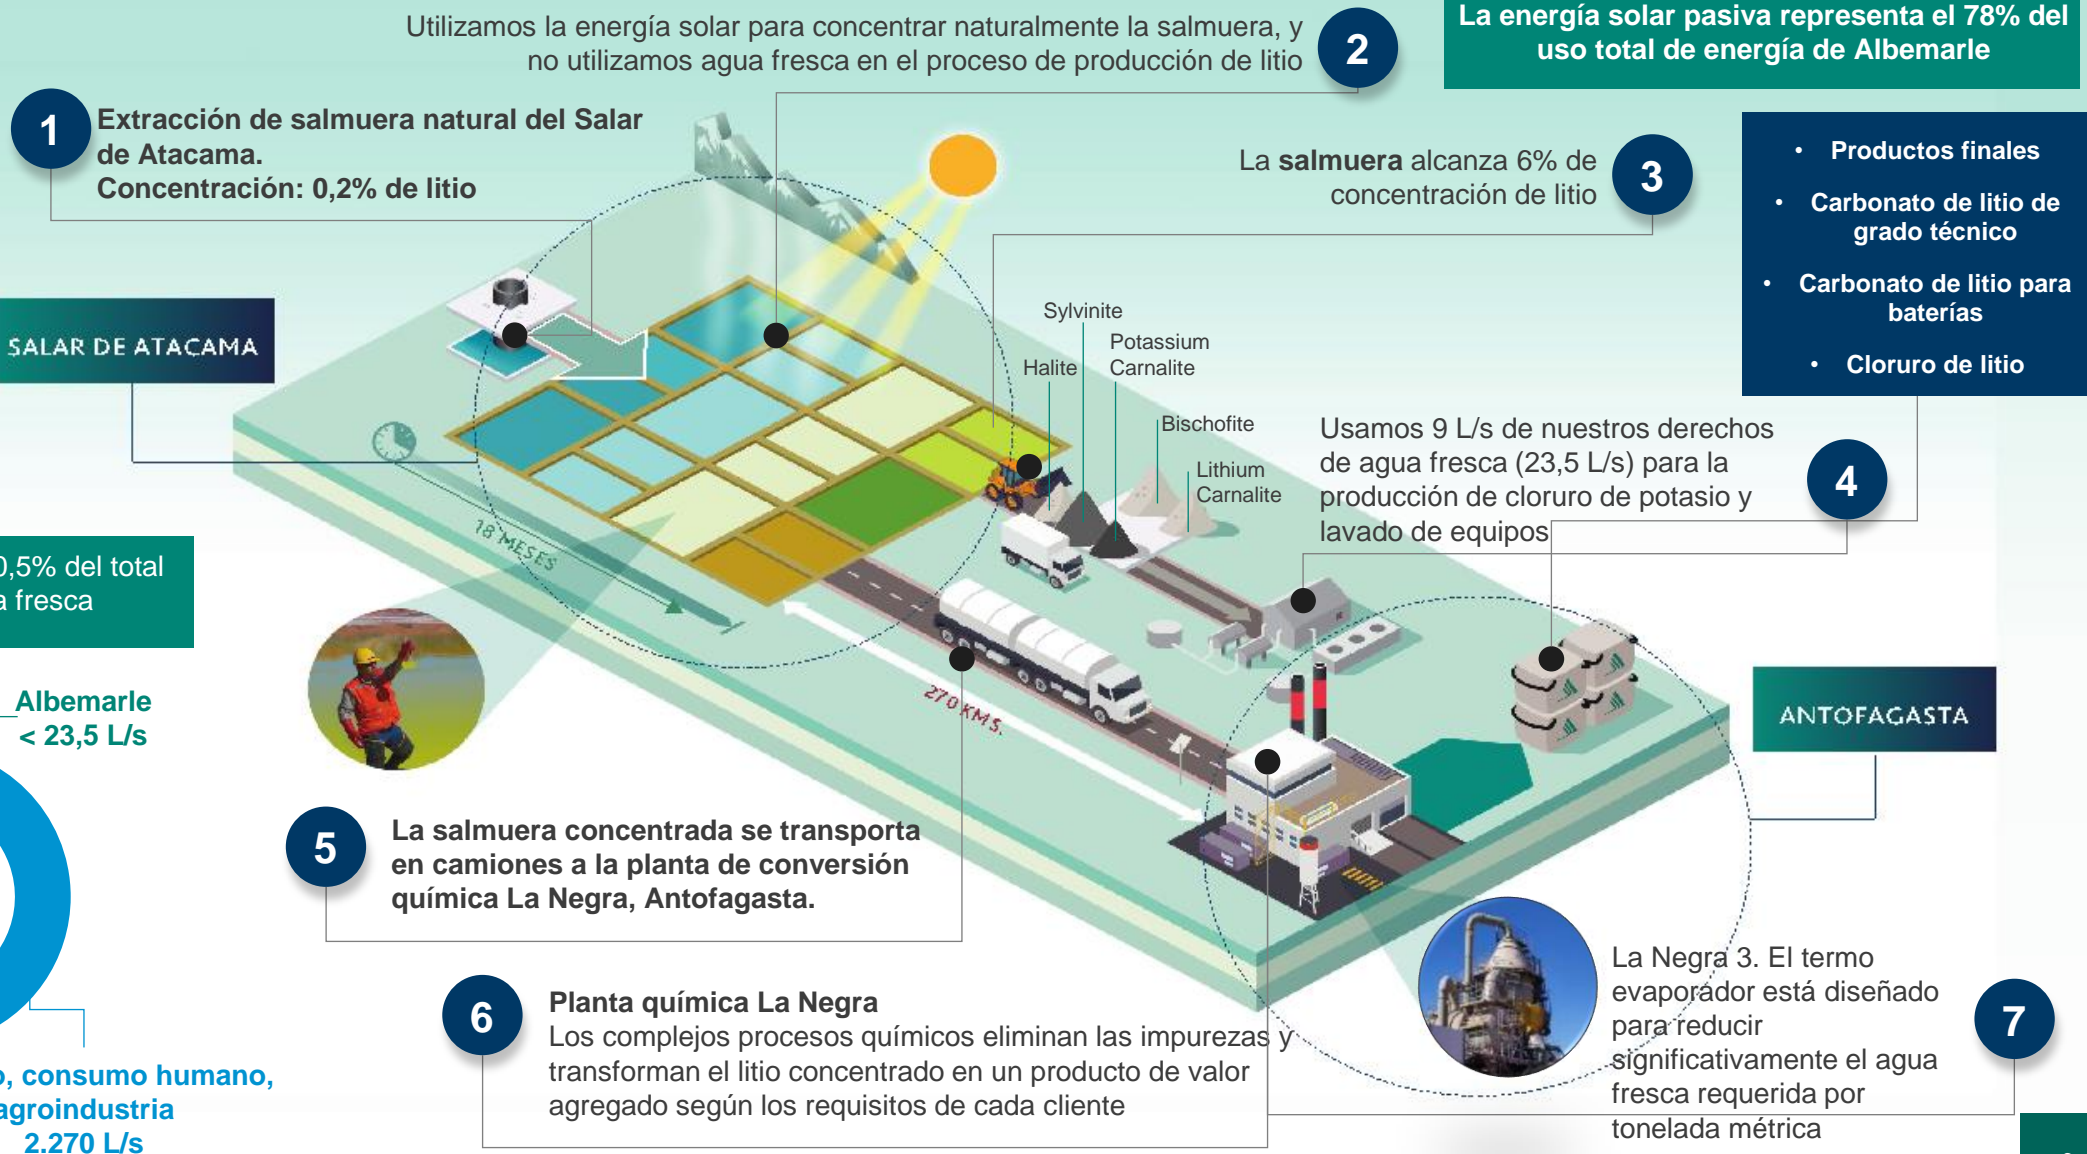 Utilizamos la energía solar para concentrar naturalmente la salmuera, y
no utilizamos agua fresca en el proceso de producción de litio
2
La energía solar pasiva representa el 78% del
uso total de energía de Albemarle
1
Extracción de salmuera natural del Salar
de Atacama.
Concentración: 0,2% de litio
La salmuera alcanza 6% de
concentración de litio
3
• Productos finales
• Carbonato de litio de
grado técnico
• Carbonato de litio para
baterías
• Cloruro de litio
SALAR DE ATACAMA
Sylvinite
Halite
Potassium
Carnalite
Bischofite
Lithium
Carnalite
Usamos 9 L/s de nuestros derechos
de agua fresca (23,5 L/s) para la
producción de cloruro de potasio y
lavado de equipos
4
18 MESES
0,5% del total
fresca
Albemarle
< 23,5 L/s
270 KMS.
ANTOFAGASTA
5
La salmuera concentrada se transporta
en camiones a la planta de conversión
química La Negra, Antofagasta.
6
Planta química La Negra
Los complejos procesos químicos eliminan las impurezas y
transforman el litio concentrado en un producto de valor
agregado según los requisitos de cada cliente
La Negra 3. El termo
evaporador está diseñado
para reducir
significativamente el agua
fresca requerida por
tonelada métrica
7
, consumo humano,
agroindustria
2.270 L/s